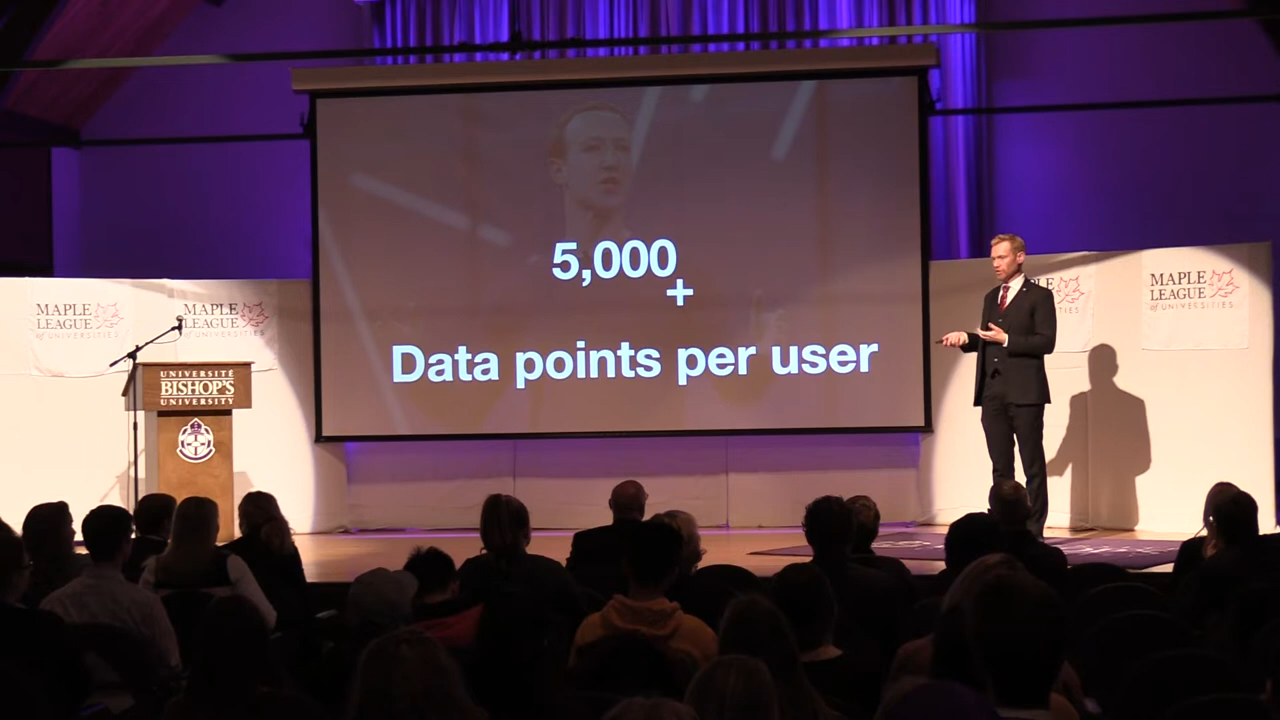 5,000
+
Data points per user
MAPLE
LEAGUE
of UNIVERSITIES
MAPLE
LEAGUE
of UNIVERSITIES
MAPLE
LEAGUE
of UNIVERSITIES
UNIVERSITÉ
BISHOP'S
UNIVERSITY